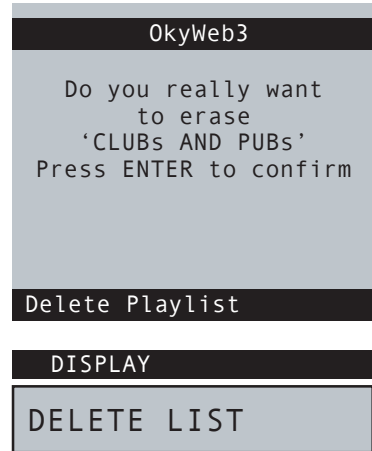 OkyWeb3
Do you really want
to erase
‘CLUBs AND PUBs’
Press ENTER to confirm
Delete Playlist
DISPLAY
DELETE LIST